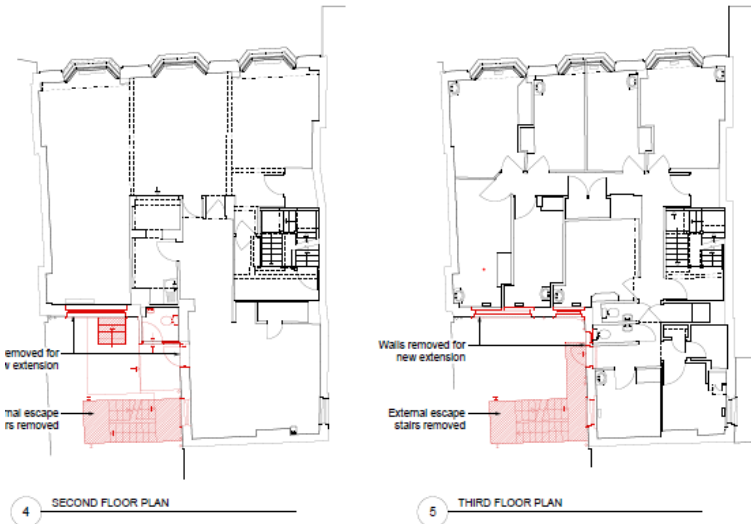 removed for
w extension
nal escape
rs removed
4
SECOND FLOOR PLAN
Walls removed for
new extension
External escape
stairs removed
5
THIRD FLOOR PLAN